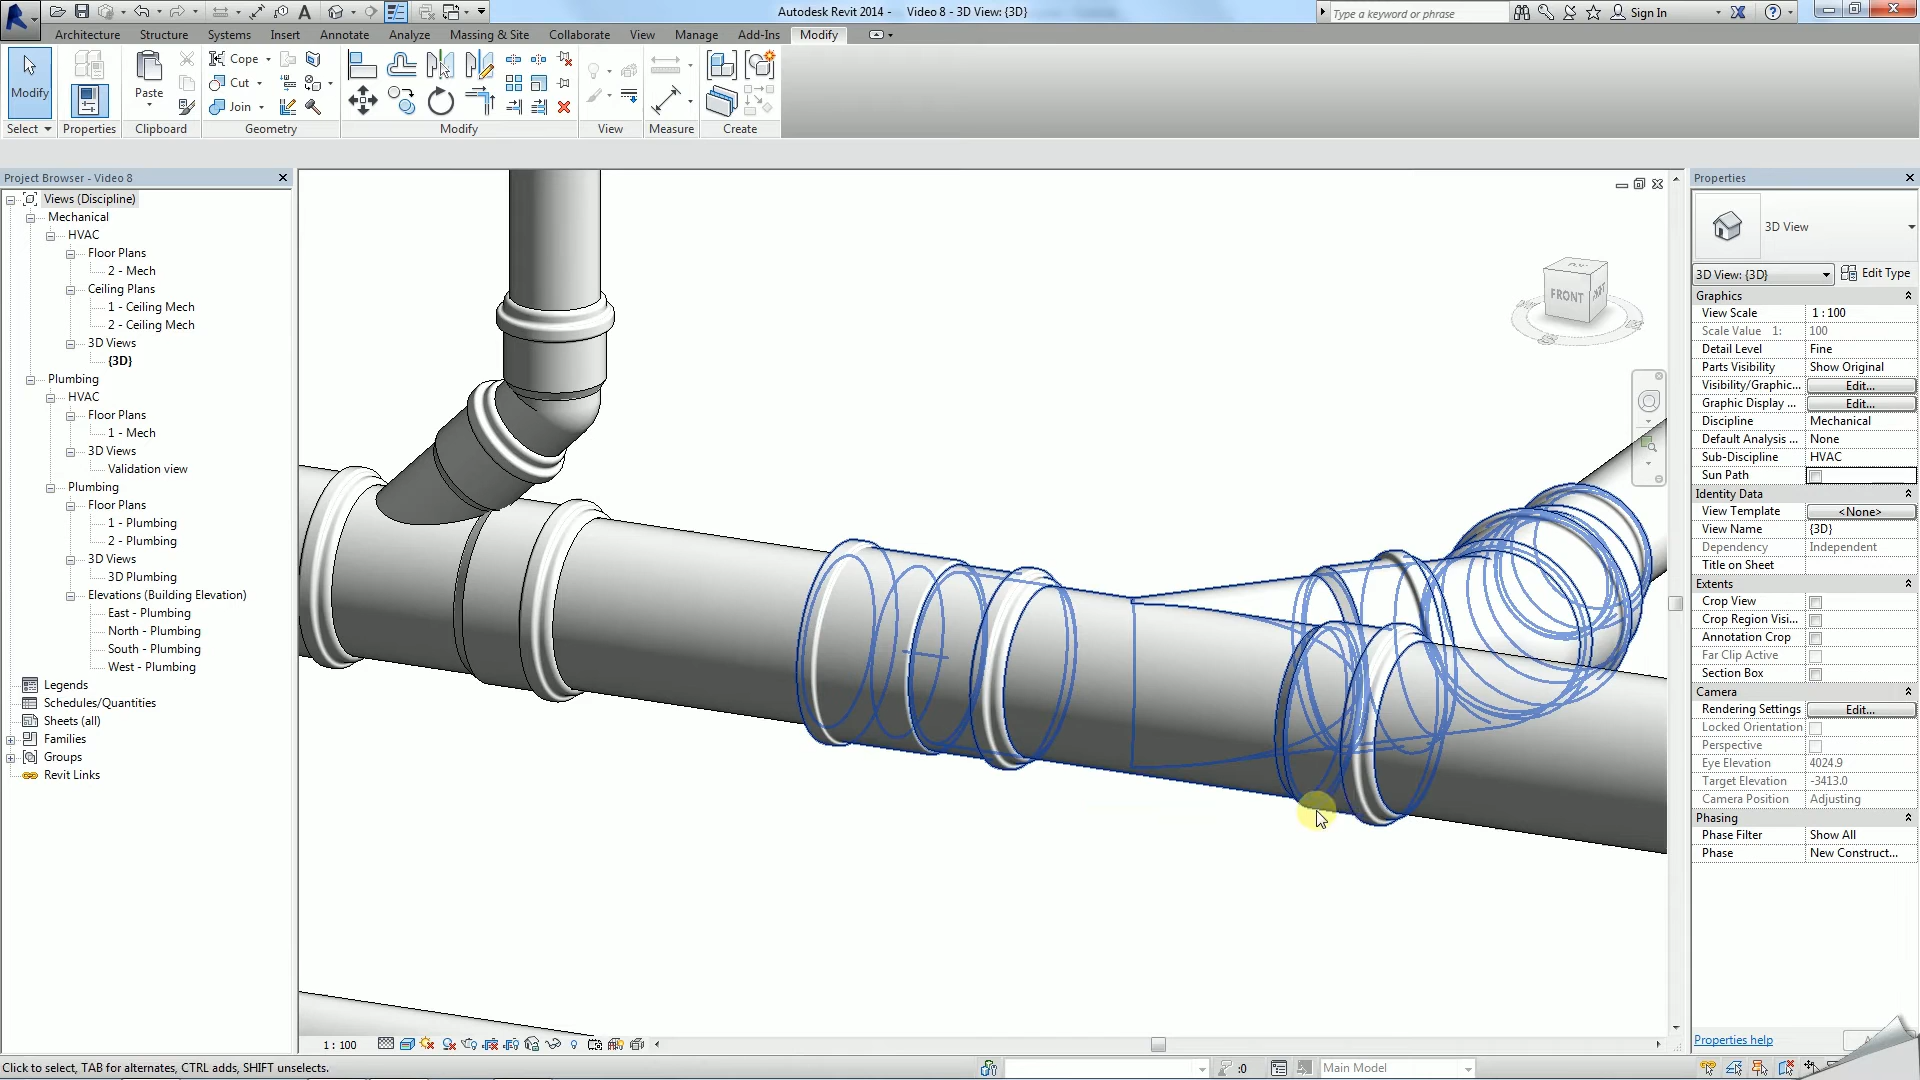 Autodesk Revit 2014 - Video 8 - 3D View: {3D}
Type a keyword or phrase
Sign In
Architecture Structure Systems Insert Annotate Analyze Massing & Site Collaborate View Manage Add-Ins Modify
Modify
Paste
Cope
Cut
Join
Select Properties Clipboard Geometry Modify View Measure Create
Project Browser - Video 8
Views (Discipline)
Mechanical
HVAC
Floor Plans
2 - Mech
Ceiling Plans
1 - Ceiling Mech
2 - Ceiling Mech
3D Views
{3D}
Plumbing
HVAC
Floor Plans
1 - Mech
3D Views
Validation view
Plumbing
Floor Plans
1 - Plumbing
2 - Plumbing
3D Views
3D Plumbing
Elevations (Building Elevation)
East - Plumbing
North - Plumbing
South - Plumbing
West - Plumbing
Legends
Schedules/Quantities
Sheets (all)
Families
Groups
Revit Links
FRONT
Properties
3D View
3D View: {3D} Edit Type
Graphics
View Scale 1 : 100
Scale Value 1: 100
Detail Level Fine
Parts Visibility Show Original
Visibility/Graphic... Edit...
Graphic Display ... Edit...
Discipline Mechanical
Default Analysis ... None
Sub-Discipline HVAC
Sun Path
Identity Data
View Template <None>
View Name {3D}
Dependency Independent
Title on Sheet
Extents
Crop View
Crop Region Visi...
Annotation Crop
Far Clip Active
Section Box
Camera
Rendering Settings Edit...
Locked Orientation
Perspective
Eye Elevation 4024.9
Target Elevation -3413.0
Camera Position Adjusting
Phasing
Phase Filter Show All
Phase New Construct...
Properties help
1 : 100
Click to select, TAB for alternates, CTRL adds, SHIFT unselects.
:0
Main Model